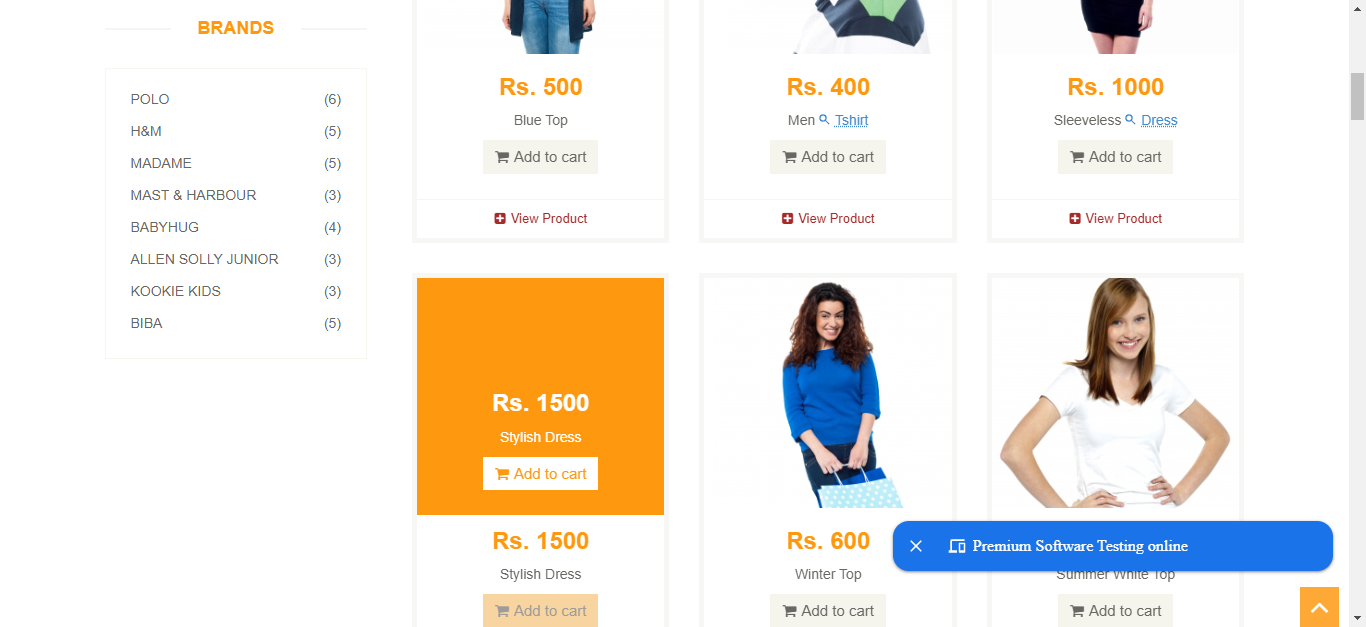 BRANDS
POLO (6)
H&M (5)
MADAME (5)
MAST & HARBOUR (3)
BABYHUG (4)
ALLEN SOLLY JUNIOR (3)
KOOKIE KIDS (3)
BIBA (5)
Rs. 500
Blue Top
Add to cart
View Product
Rs. 400
Men Tshirt
Add to cart
View Product
Rs. 1000
Sleeveless Dress
Add to cart
View Product
Rs. 1500
Stylish Dress
Add to cart
Rs. 1500
Stylish Dress
Add to cart
Rs. 600
Winter Top
Add to cart
Summer White Top
Add to cart
Premium Software Testing online